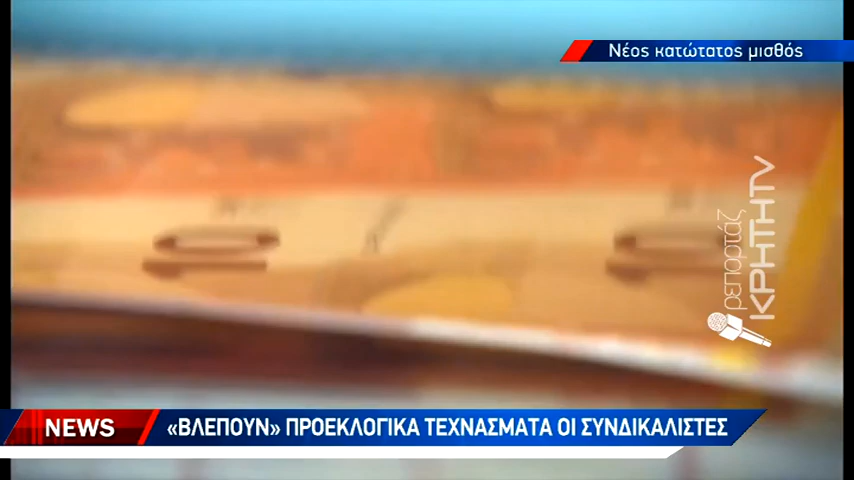 Νέος κατώτατος μισθός
ρεπορτάζ
ΚΡΗΤΗTV
NEWS
«ΒΛΕΠΟΥΝ» ΠΡΟΕΚΛΟΓΙΚΑ ΤΕΧΝΑΣΜΑΤΑ ΟΙ ΣΥΝΔΙΚΑΛΙΣΤΕΣ